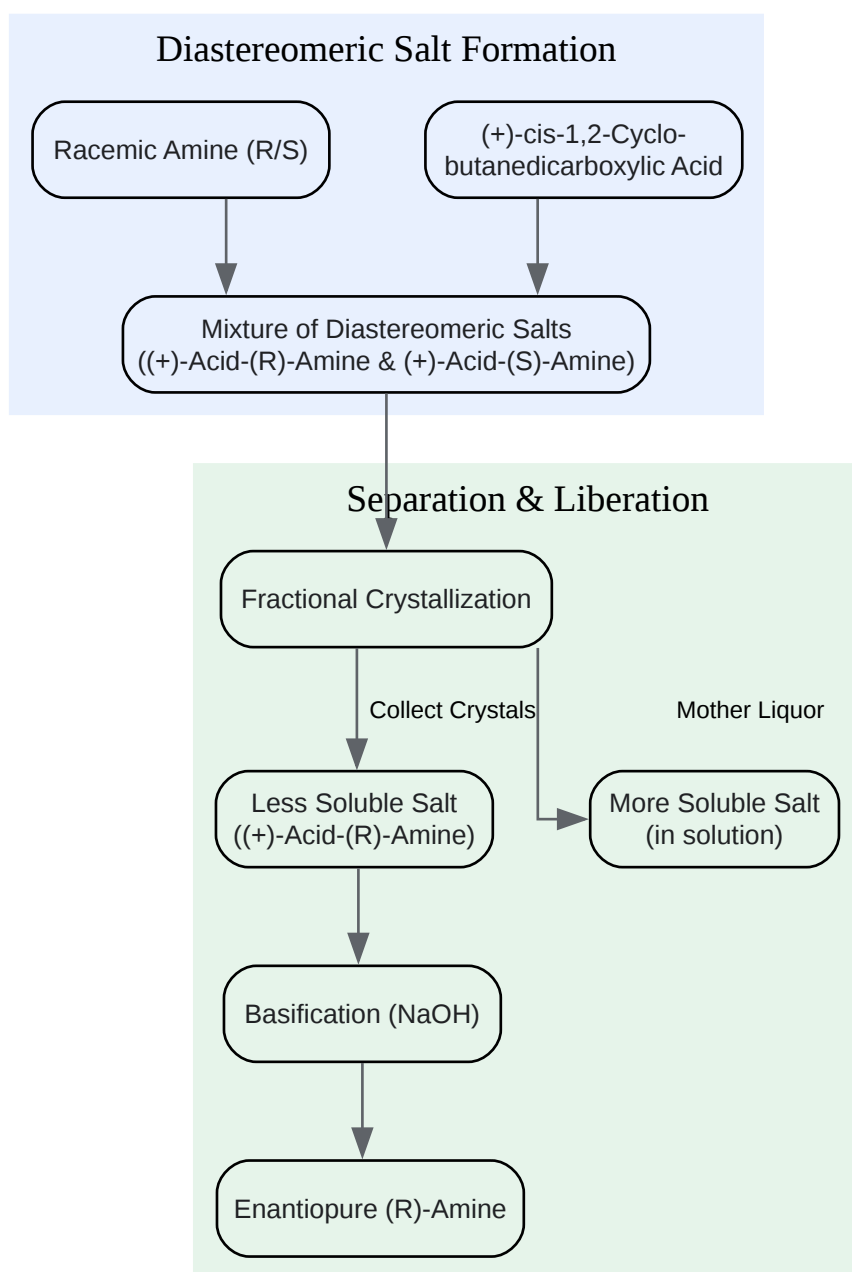 Diastereomeric Salt Formation
Racemic Amine (R/S)
(+)-cis-1,2-Cyclo-
butanedicarboxylic Acid
Mixture of Diastereomeric Salts
((+)-Acid-(R)-Amine & (+)-Acid-(S)-Amine)
Separation & Liberation
Fractional Crystallization
Collect Crystals
Mother Liquor
Less Soluble Salt
((+)-Acid-(R)-Amine)
More Soluble Salt
(in solution)
Basification (NaOH)
Enantiopure (R)-Amine